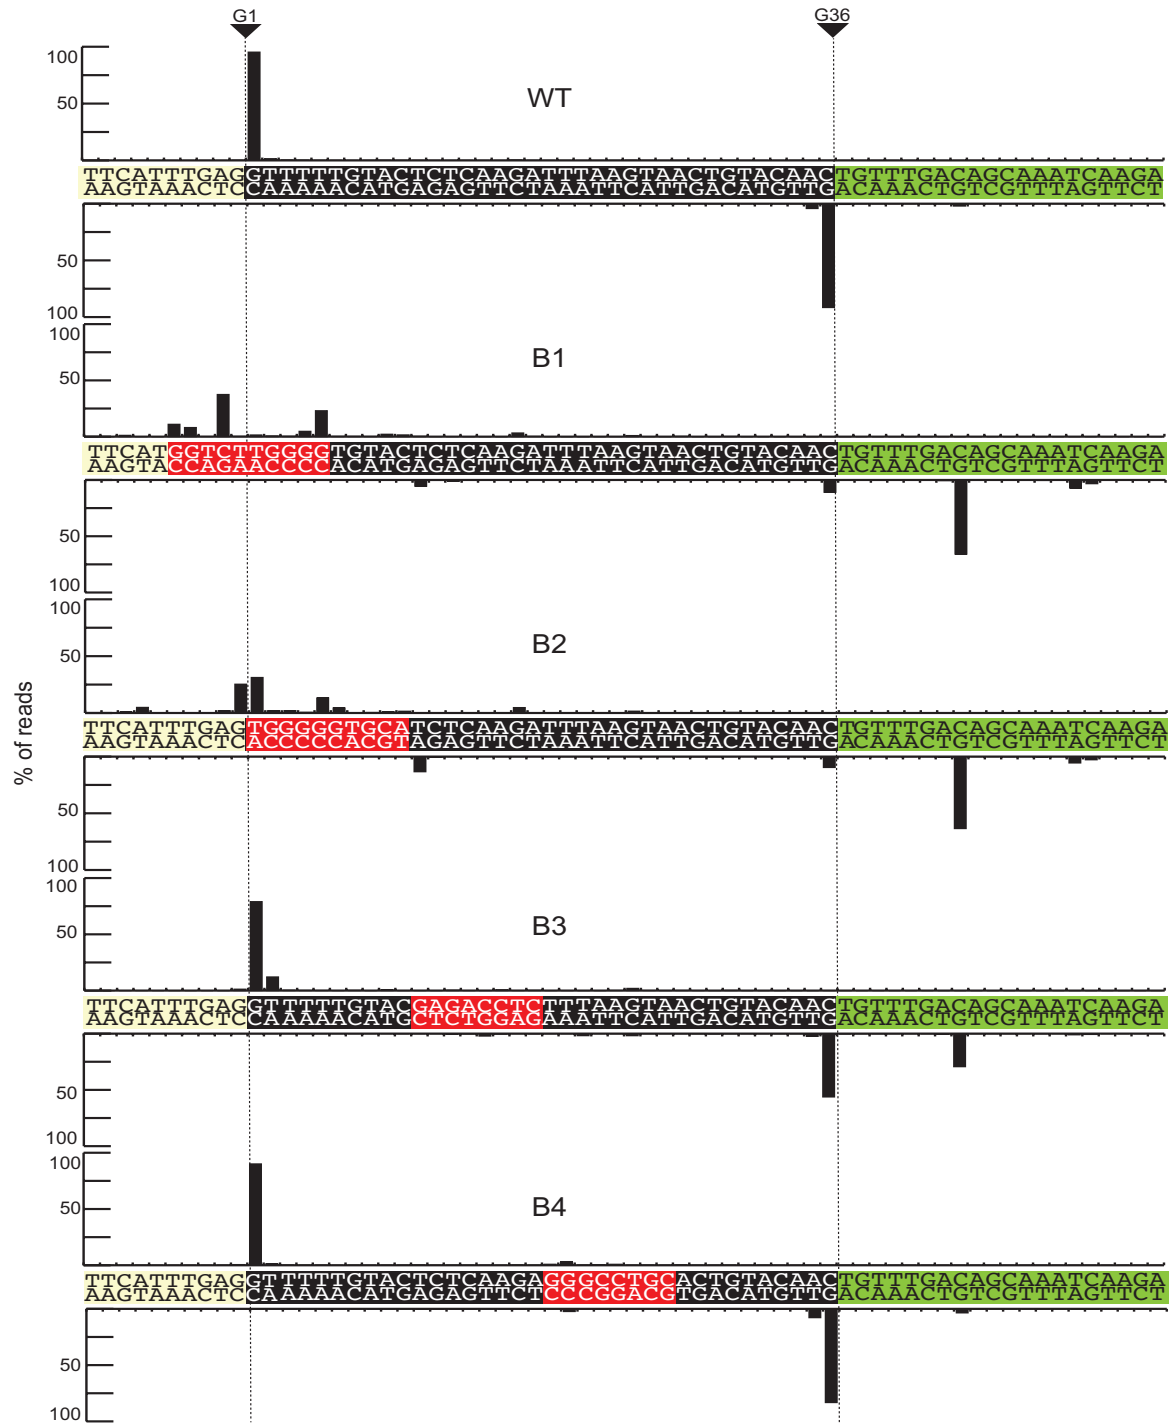 G1 G36
100
50
WT
TTCATTTGAGGTTTTTGTACTCTCAAGATTTAAGTAACTGTACAACTGTTTGACAGCAAATCAAGA
AAGTAAACTCCAAAAACATGAGAGTTCTAAATTCATTGACATGTTGACAAACTGTCGTTTAGTTCT
50
100
100
50
B1
TTCATGGTCTTGGGGTGTACTCTCAAGATTTAAGTAACTGTACAACTGTTTGACAGCAAATCAAGA
AAGTACCAGAACCCCACATGAGAGTTCTAAATTCATTGACATGTTGACAAACTGTCGTTTAGTTCT
50
100
100
50
B2
% of reads
TTCATTTGAGTGGGGGTGCATCTCAAGATTTAAGTAACTGTACAACTGTTTGACAGCAAATCAAGA
AAGTAAACTCACCCCCACGTAGAGTTCTAAATTCATTGACATGTTGACAAACTGTCGTTTAGTTCT
50
100
100
50
B3
TTCATTTGAGGTTTTTGTACGAGACCTCTTTAAGTAACTGTACAACTGTTTGACAGCAAATCAAGA
AAGTAAACTCCAAAAACATGCTCTGGAGAAATTCATTGACATGTTGACAAACTGTCGTTTAGTTCT
50
100
100
50
B4
TTCATTTGAGGTTTTTGTACTCTCAAGAGGGCCTGCACTGTACAACTGTTTGACAGCAAATCAAGA
AAGTAAACTCCAAAAACATGAGAGTTCTCCCGGACGTGACATGTTGACAAACTGTCGTTTAGTTCT
50
100